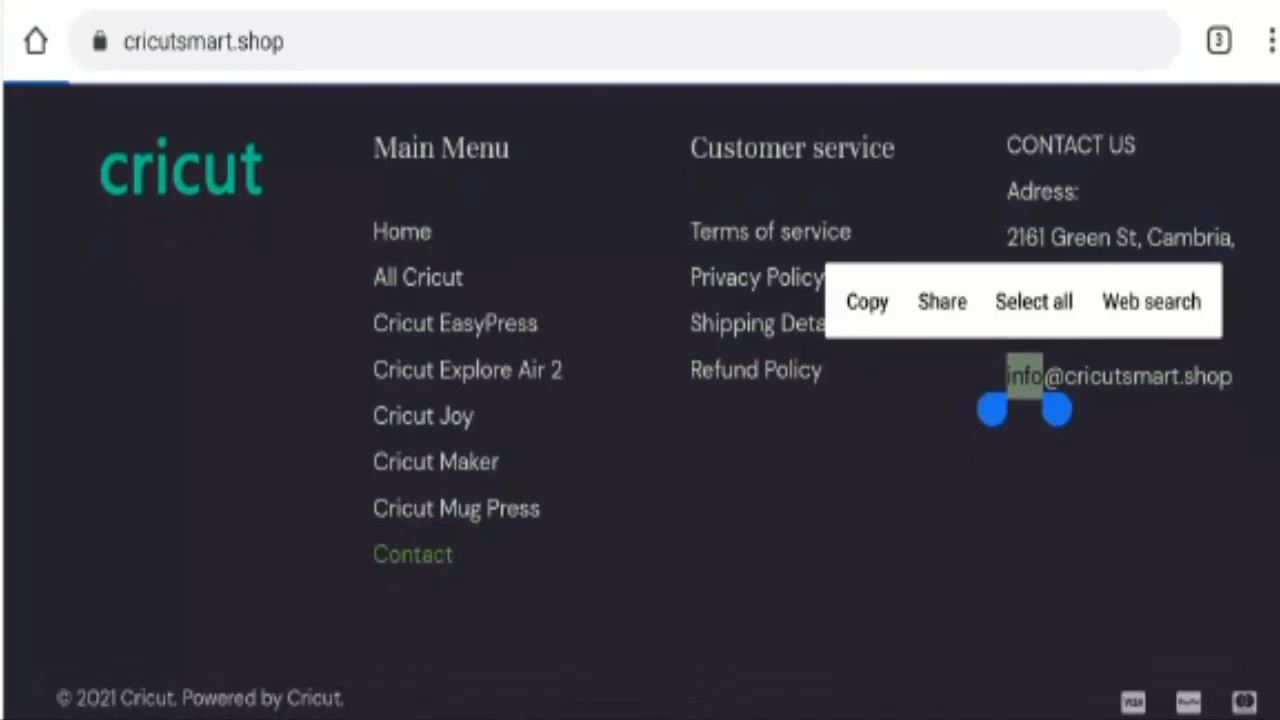 cricutsmart.shop
3
cricut
Main Menu
Home
All Cricut
Cricut EasyPress
Cricut Explore Air 2
Cricut Joy
Cricut Maker
Cricut Mug Press
Contact
Customer service
Terms of service
Privacy Policy
Shipping Deta
Refund Policy
CONTACT US
Adress:
2161 Green St, Cambria,
Copy Share Select all Web search
info@cricutsmart.shop
© 2021 Cricut. Powered by Cricut.
VISA PayPal